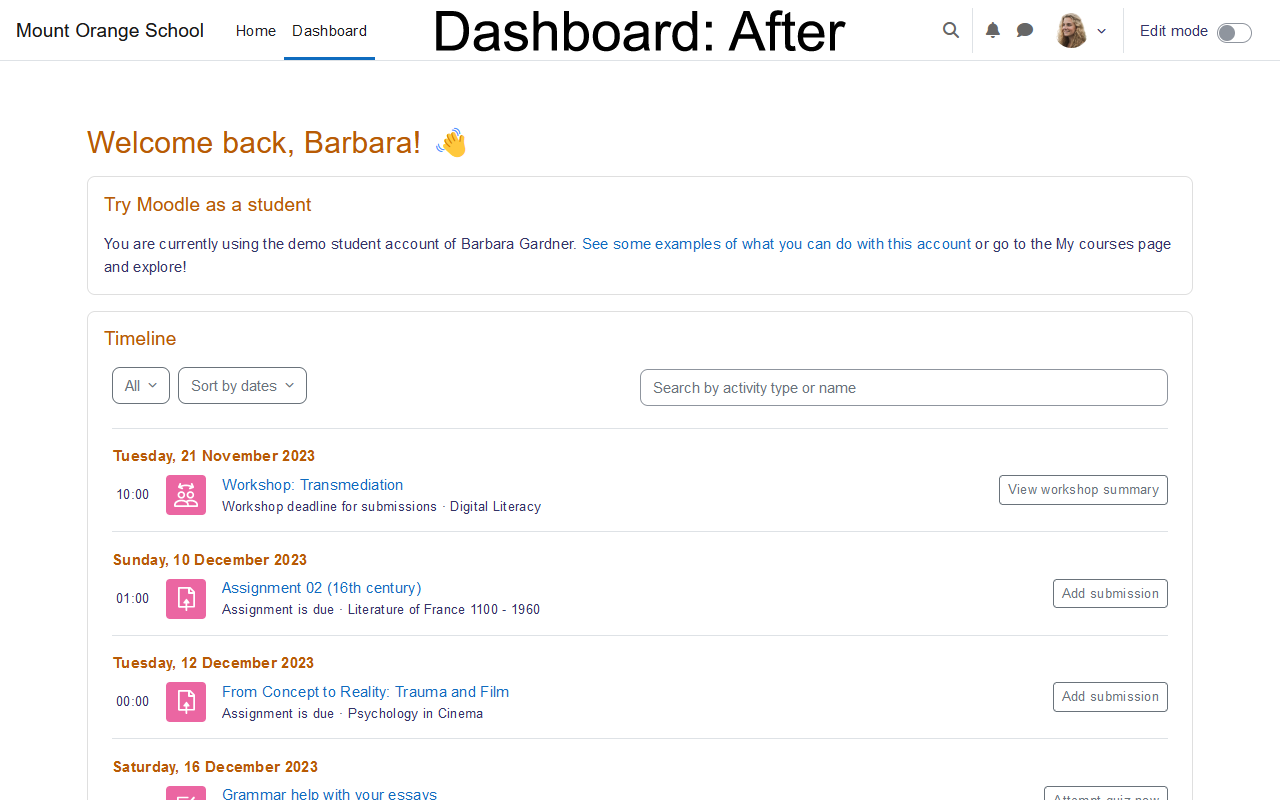 Mount Orange School
Home
Dashboard
Dashboard: After
Edit mode
Welcome back, Barbara!
Try Moodle as a student
You are currently using the demo student account of Barbara Gardner. See some examples of what you can do with this account or go to the My courses page
and explore!
Timeline
All
Sort by dates
Search by activity type or name
Tuesday, 21 November 2023
10:00
Workshop: Transmediation
Workshop deadline for submissions · Digital Literacy
View workshop summary
Sunday, 10 December 2023
01:00
Assignment 02 (16th century)
Assignment is due · Literature of France 1100 - 1960
Add submission
Tuesday, 12 December 2023
00:00
From Concept to Reality: Trauma and Film
Assignment is due · Psychology in Cinema
Add submission
Saturday, 16 December 2023
Grammar help with your essays
Attempt quiz now